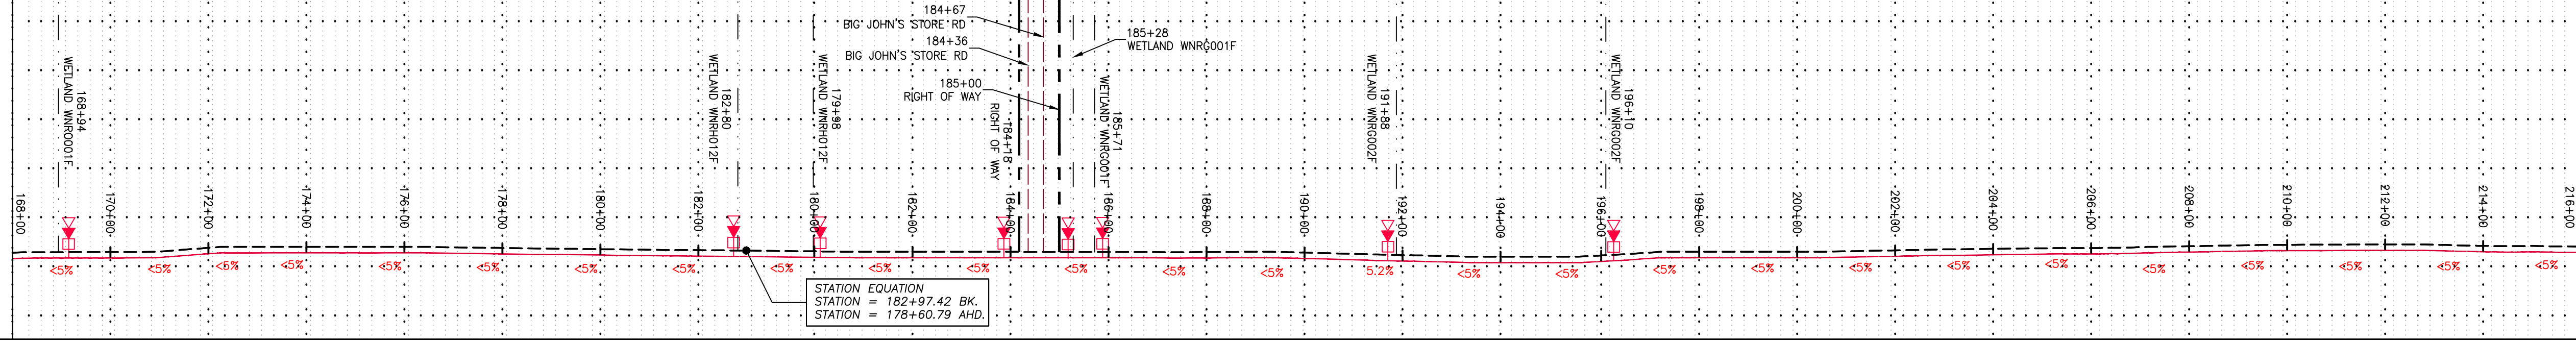 184+67
BIG JOHN'S STORE RD
184+36
BIG JOHN'S STORE RD
185+00
RIGHT OF WAY
185+28
WETLAND WNRG001F
168+94
WETLAND WNRO001F
182+80
WETLAND WNRH012F
179+98
WETLAND WNRH012F
184+18
RIGHT OF WAY
185+71
WETLAND WNRG001F
191+88
WETLAND WNRG002F
196+10
WETLAND WNRG002F
168+00
170+00
172+00
174+00
176+00
178+00
180+00
182+00
180+00
182+00
184+00
186+00
188+00
190+00
192+00
194+00
196+00
198+00
200+00
202+00
204+00
206+00
208+00
210+00
212+00
214+00
216+00
<5% <5% <5% <5% <5% <5% <5% <5% <5% <5% <5% <5% <5% <5% 5.2% <5% <5% <5% <5% <5% <5% <5% <5% <5% <5% <5% <5%
STATION EQUATION
STATION = 182+97.42 BK.
STATION = 178+60.79 AHD.